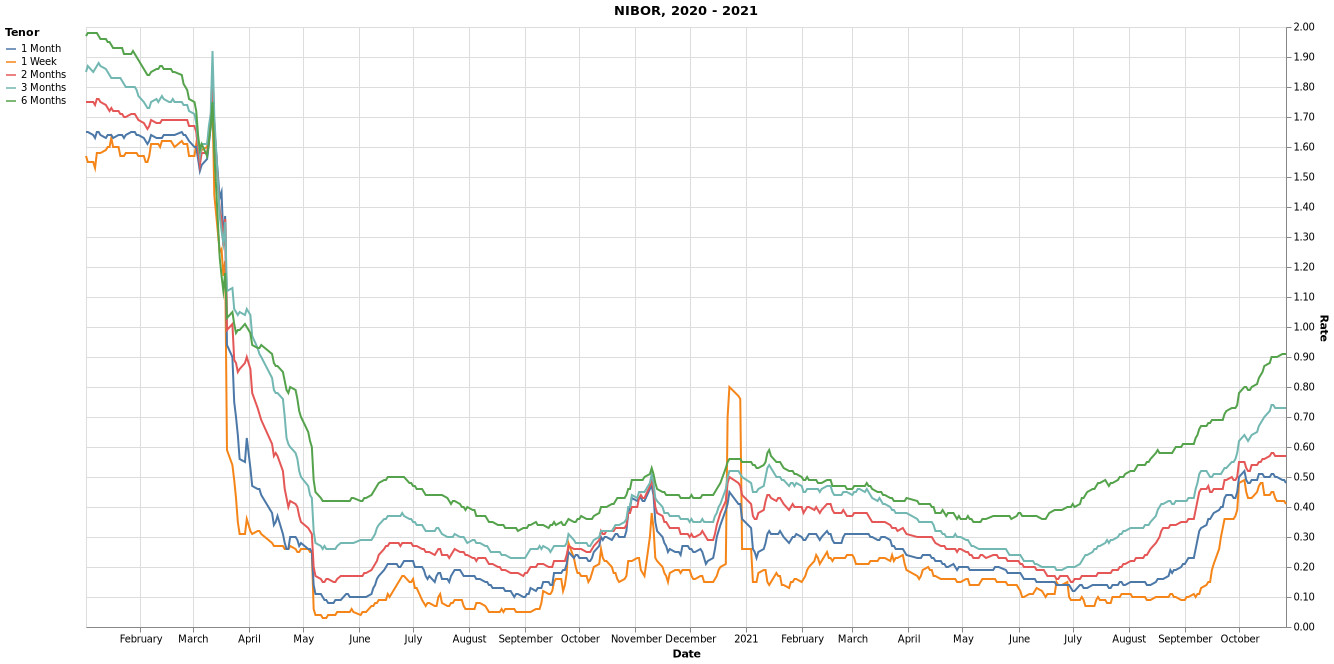 NIBOR, 2020 - 2021
Tenor
1 Month
1 Week
2 Months
3 Months
6 Months
2.00
1.90
1.80
1.70
1.60
1.50
1.40
1.30
1.20
1.10
1.00
0.90
0.80
0.70
0.60
0.50
0.40
0.30
0.20
0.10
0.00
Rate
February March April May June July August September October November December 2021 February March April May June July August September October
Date